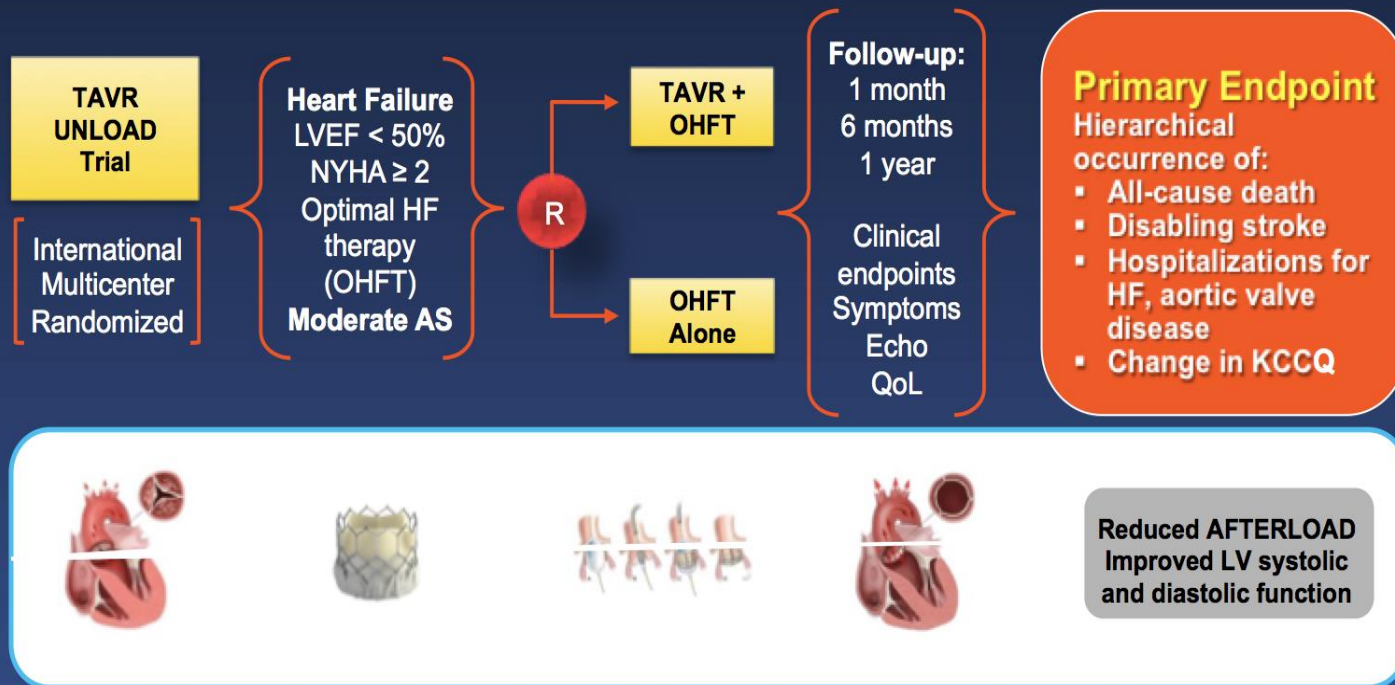 TAVR
UNLOAD
Trial
International
Multicenter
Randomized
Heart Failure
LVEF < 50%
NYHA ≥ 2
Optimal HF
therapy
(OHFT)
Moderate AS
R
TAVR +
OHFT
OHFT
Alone
Follow-up:
1 month
6 months
1 year
Clinical
endpoints
Symptoms
Echo
QoL
Primary Endpoint
Hierarchical
occurrence of:
▪ All-cause death
▪ Disabling stroke
▪ Hospitalizations for
HF, aortic valve
disease
▪ Change in KCCQ
Reduced AFTERLOAD
Improved LV systolic
and diastolic function